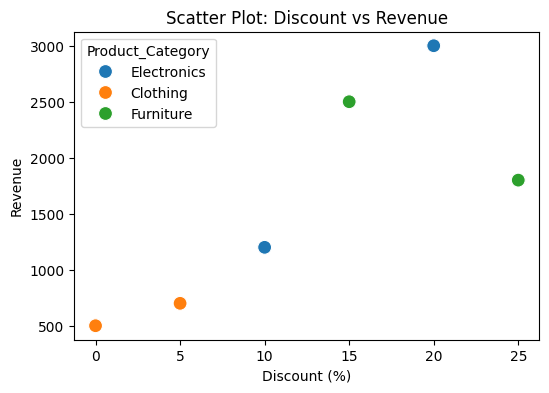 Scatter Plot: Discount vs Revenue
Product_Category
Electronics
Clothing
Furniture
3000
2500
2000
1500
1000
500
Revenue
0 5 10 15 20 25
Discount (%)